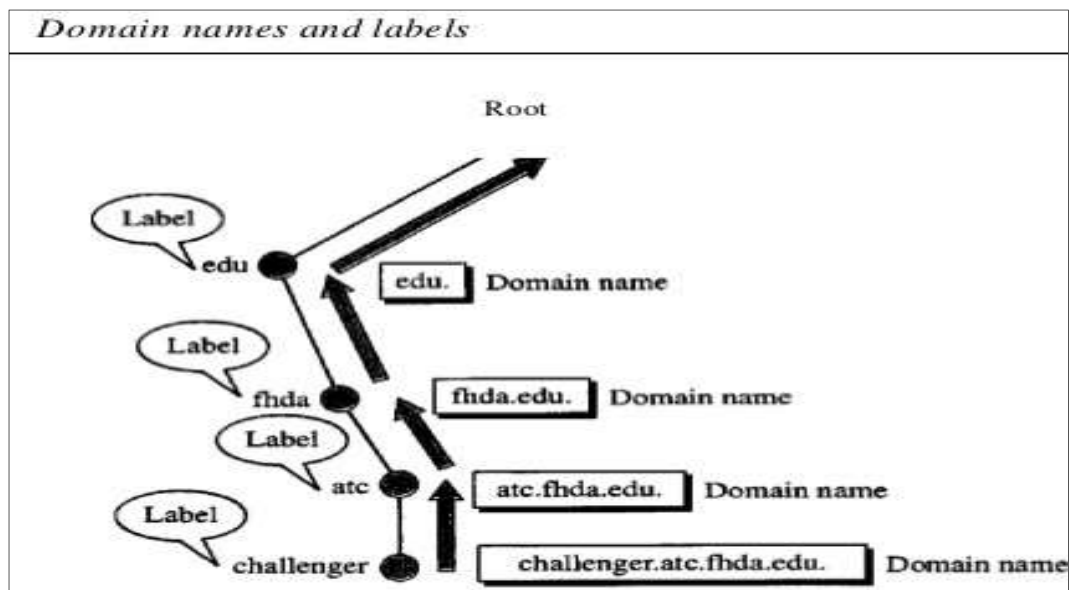 Domain names and labels
Root
Label
edu
edu. Domain name
Label
fhda
fhda.edu. Domain name
Label
atc
atc.fhda.edu. Domain name
Label
challenger
challenger.atc.fhda.edu. Domain name